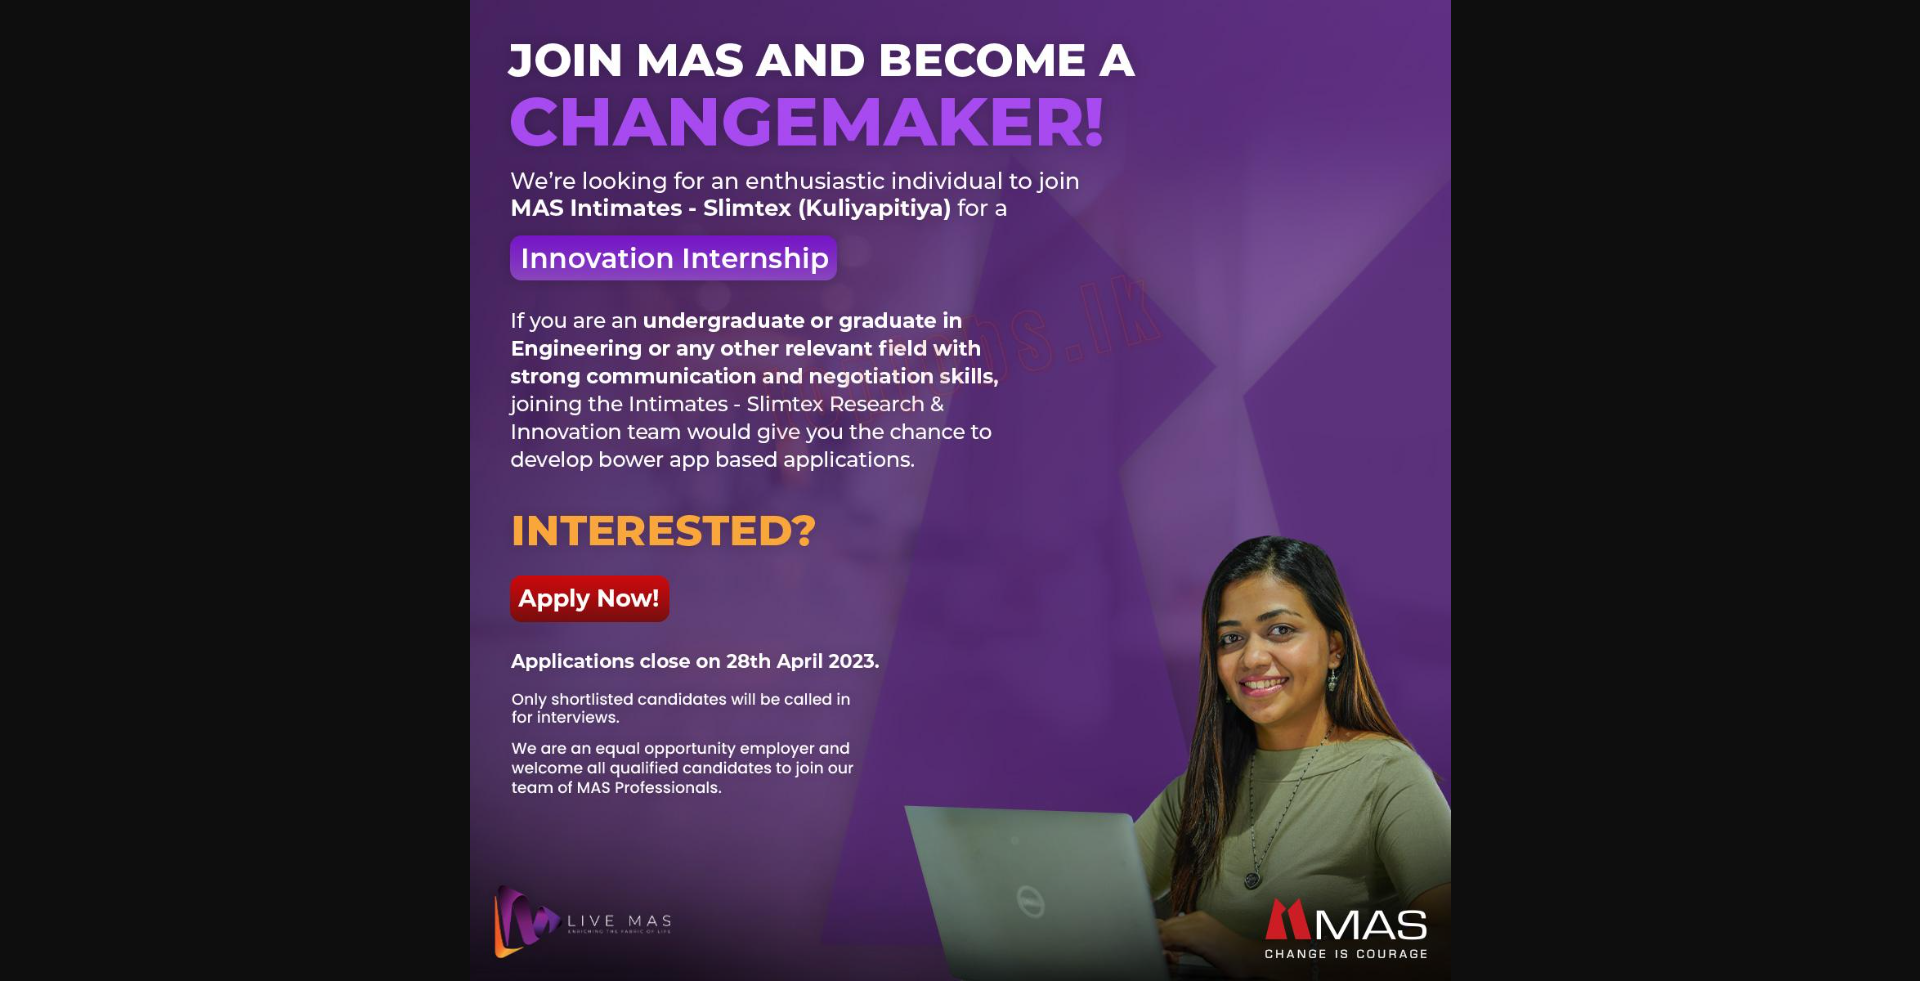 JOIN MAS AND BECOME A
CHANGEMAKER!
We're looking for an enthusiastic individual to join
MAS Intimates - Slimtex (Kuliyapitiya) for a
Innovation Internship
If you are an undergraduate or graduate in
Engineering or any other relevant field with
strong communication and negotiation skills,
joining the Intimates - Slimtex Research &
Innovation team would give you the chance to
develop bower app based applications.
INTERESTED?
Apply Now!
Applications close on 28th April 2023.
Only shortlisted candidates will be called in
for interviews.
We are an equal opportunity employer and
welcome all qualified candidates to join our
team of MAS Professionals.
LIVE MAS
ENRICHING THE FABRIC OF LIFE
MAS
CHANGE IS COURAGE